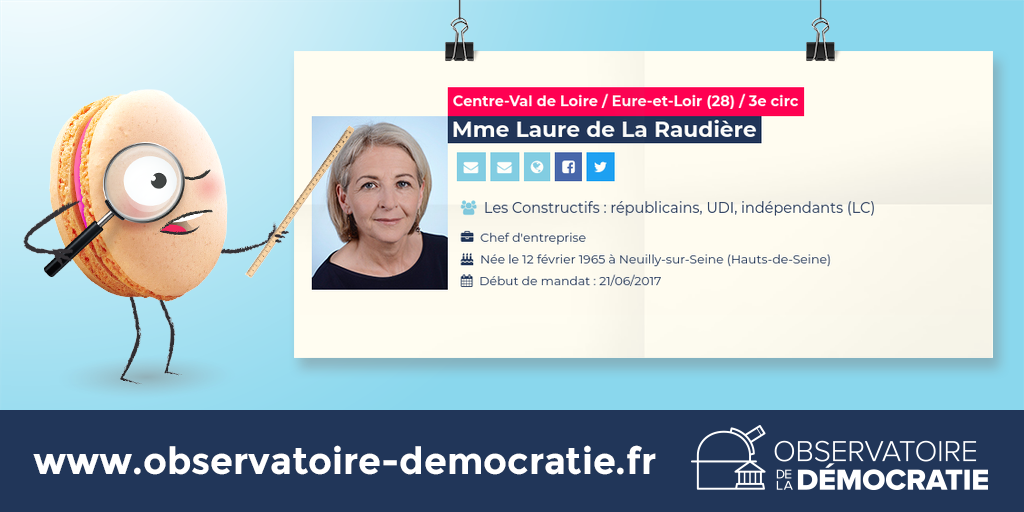 Centre-Val de Loire / Eure-et-Loir (28) / 3e circ
Mme Laure de La Raudière
Les Constructifs : républicains, UDI, indépendants (LC)
Chef d'entreprise
Née le 12 février 1965 à Neuilly-sur-Seine (Hauts-de-Seine)
Début de mandat : 21/06/2017
www.observatoire-democratie.fr
OBSERVATOIRE
DE LA DÉMOCRATIE